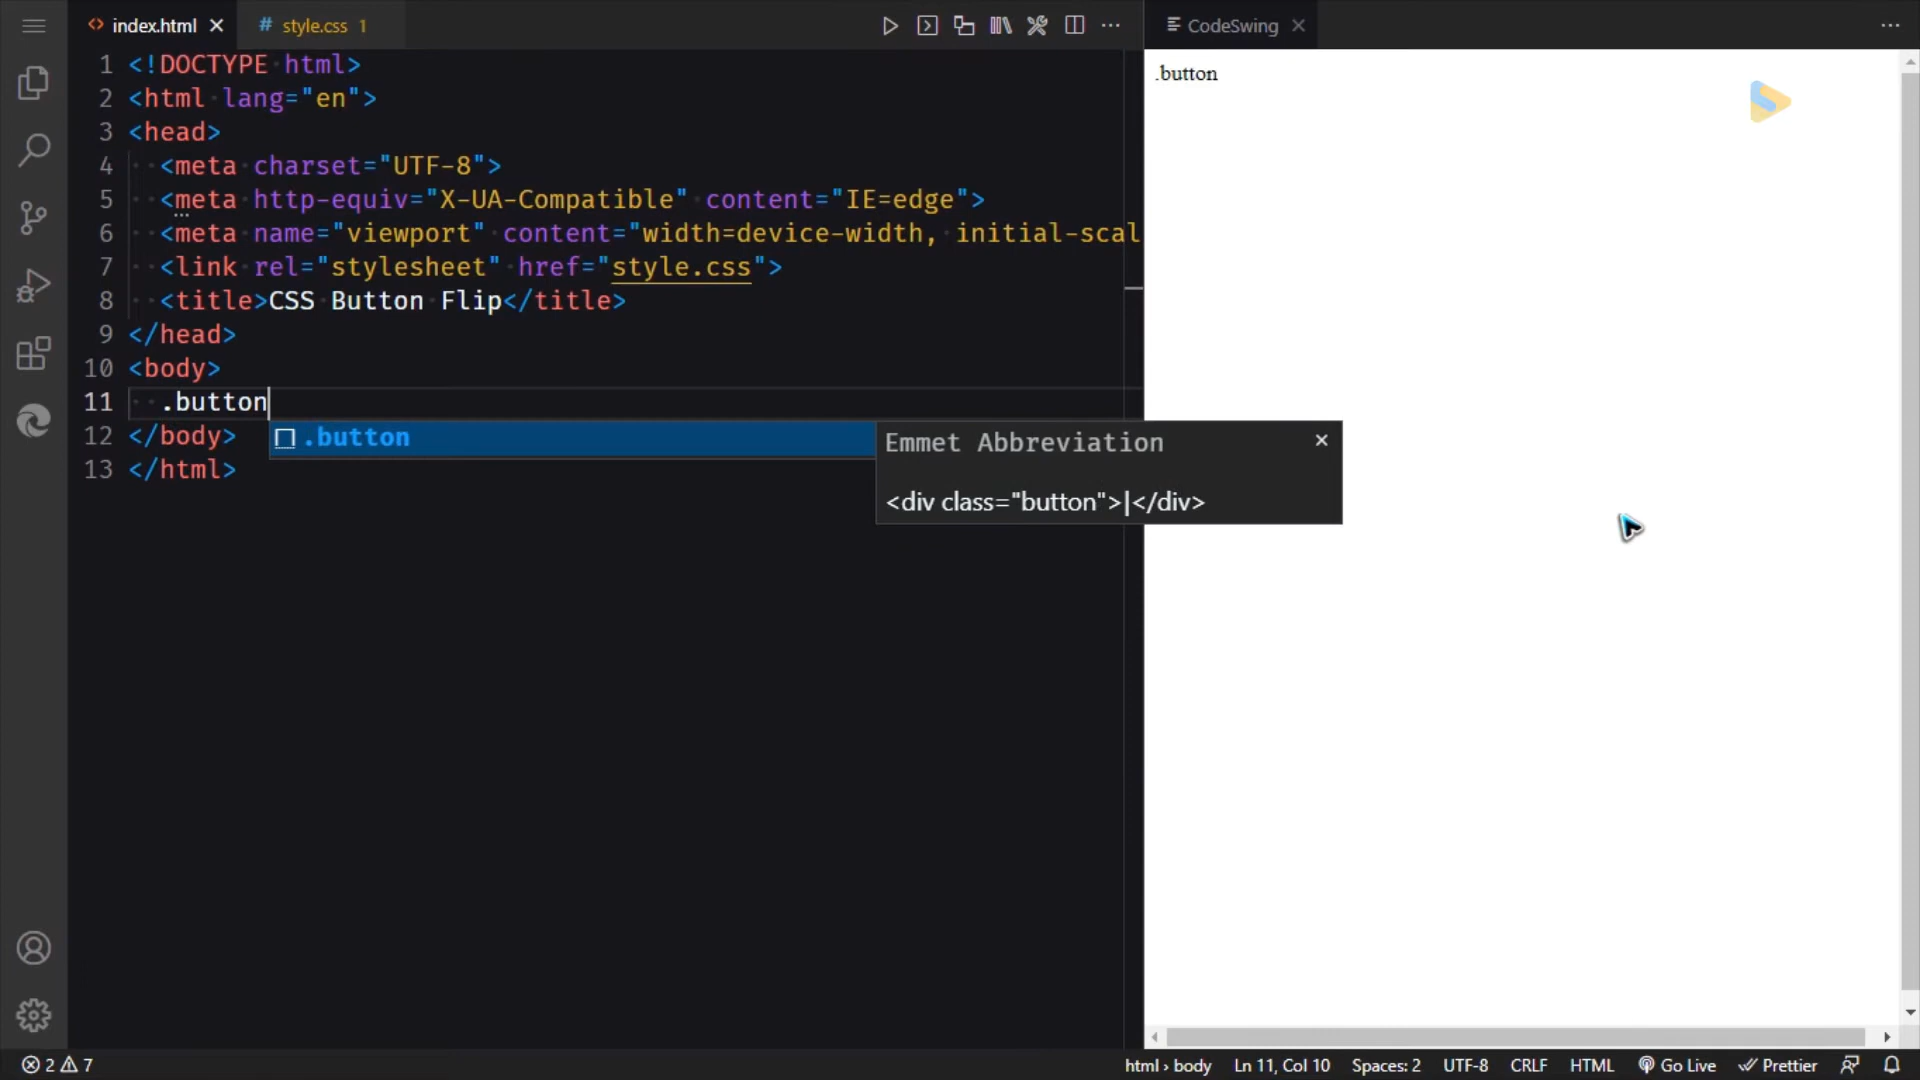 index.html
# style.css 1
CodeSwing
1 <!DOCTYPE html>
2 <html lang="en">
3 <head>
4 <meta charset="UTF-8">
5 <meta http-equiv="X-UA-Compatible" content="IE=edge">
6 <meta name="viewport" content="width=device-width, initial-scal
7 <link rel="stylesheet" href="style.css">
8 <title>CSS Button Flip</title>
9 </head>
10 <body>
11 .button
12 </body>
13 </html>
.button
Emmet Abbreviation
<div class="button">|</div>
.button
2 7
html › body Ln 11, Col 10 Spaces: 2 UTF-8 CRLF HTML Go Live Prettier